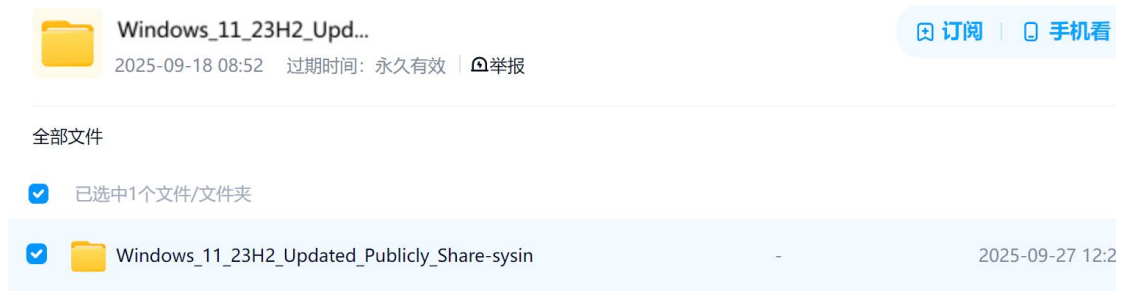 Windows_11_23H2_Upd...
订阅
手机看
2025-09-18 08:52 过期时间：永久有效 举报
全部文件
已选中1个文件/文件夹
Windows_11_23H2_Updated_Publicly_Share-sysin - 2025-09-27 12:2